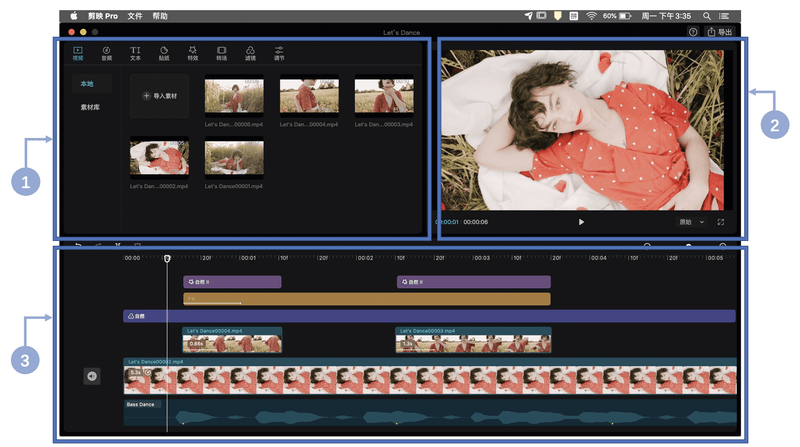 剪映 Pro 文件 帮助
60% 周一 下午3:35
Let's Dance
导出
视频 音频 文本 贴纸 特效 转场 滤镜 调节
本地
素材库
导入素材
Let's Dan...00005.mp4
Let's Dan...00004.mp4
Let's Dan...00003.mp4
Let's Dan...00002.mp4
Let's Dance00001.mp4
00:00:01 00:00:06
原始
1
2
3
00:00 20f 00:01 10f 20f 00:02 10f 20f 00:03 10f 20f 00:04 10f 20f 00:05
自然 II
自然 II
自然
Let's Dance00004.mp4
0.86s
Let's Dance00003.mp4
1.3s
Let's Dance00002.mp4
5.3s
Bass Dance